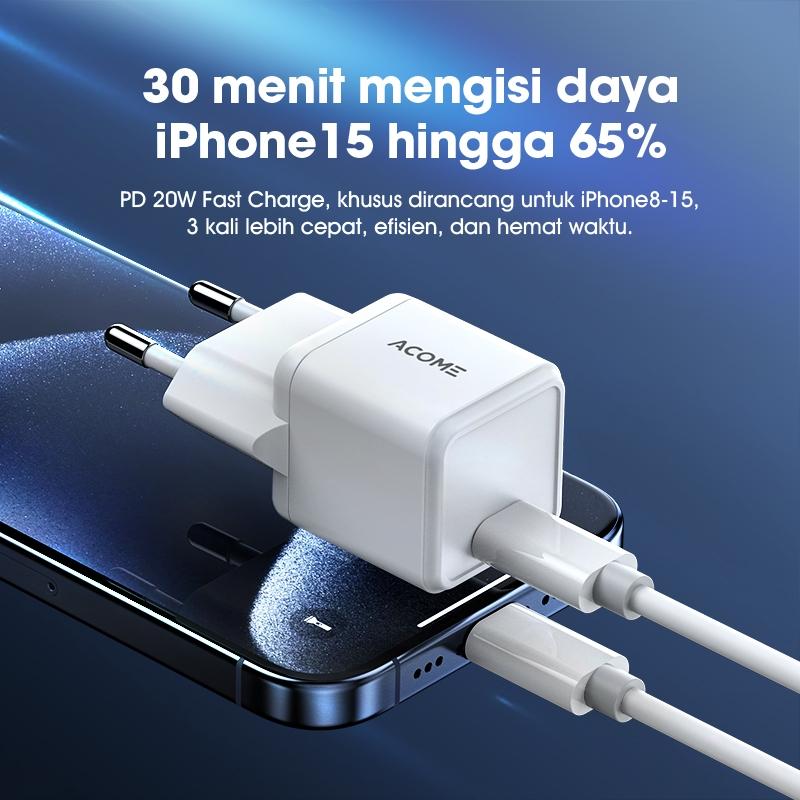 30 menit mengisi daya
iPhone15 hingga 65%
PD 20W Fast Charge, khusus dirancang untuk iPhone8-15,
3 kali lebih cepat, efisien, dan hemat waktu.
ACOME